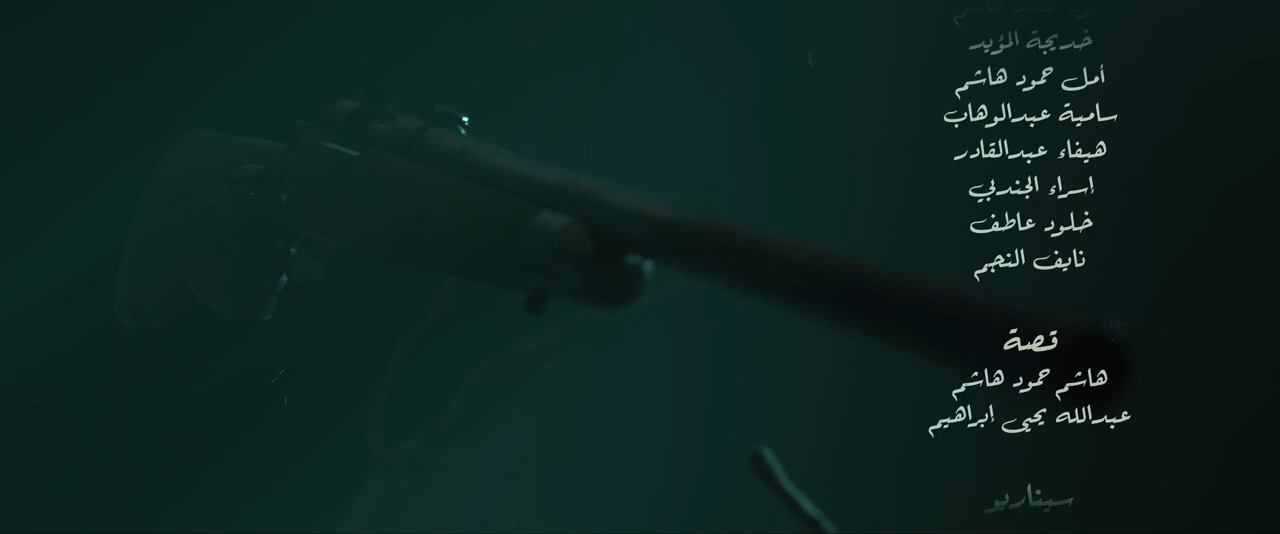 خديجة المؤيد
أمل حمود هاشم
سامية عبدالوهاب
هيفاء عبدالقادر
إسراء الجندبي
خلود عاطف
نايف النجم
قصة
هاشم حمود هاشم
عبدالله يحيى إبراهيم
سيناريو